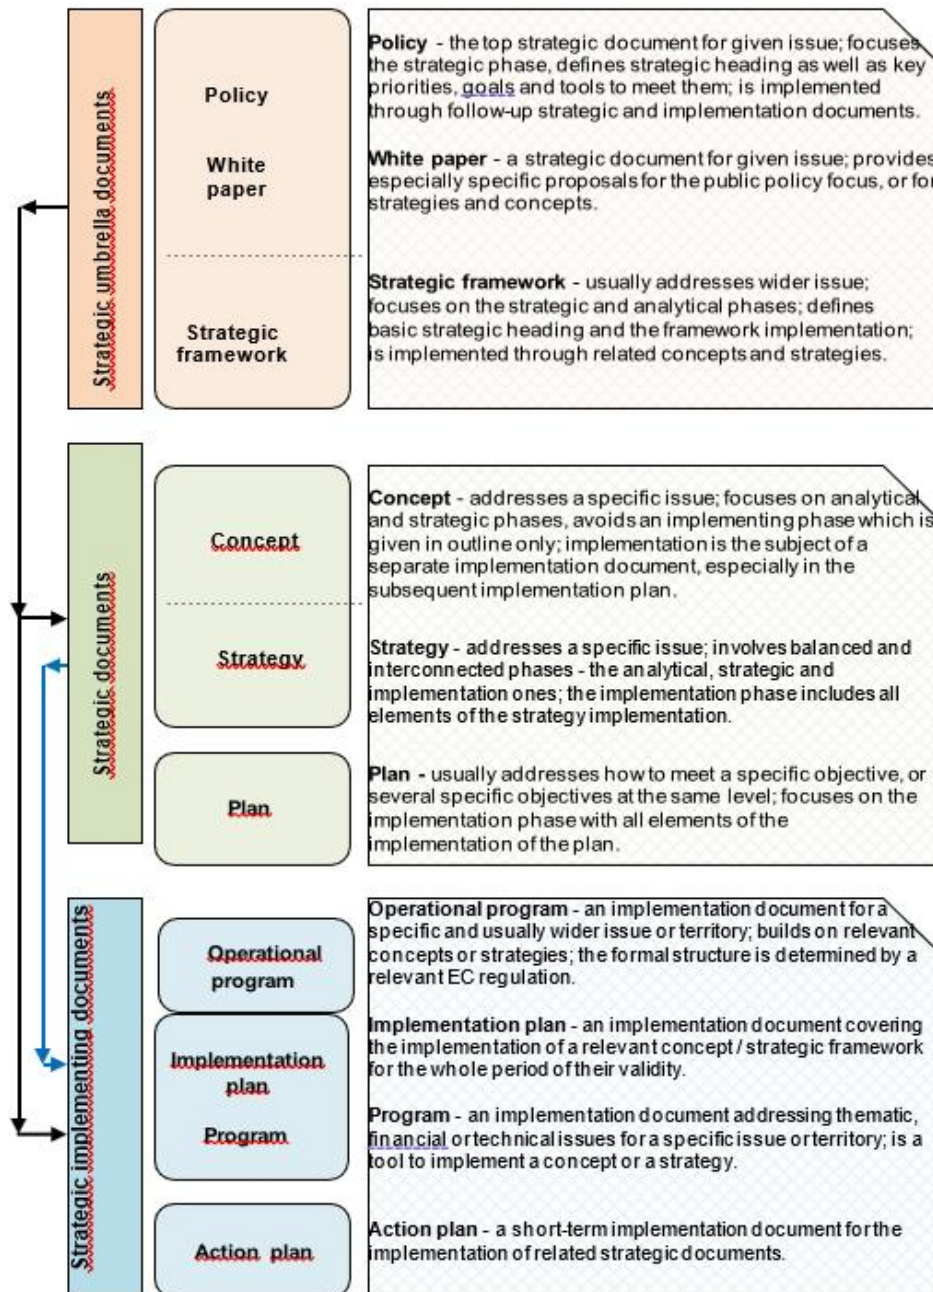 Strategic umbrella documents
Policy
White
paper
Strategic
framework
Policy - the top strategic document for given issue; focuses
the strategic phase, defines strategic heading as well as key
priorities, goals and tools to meet them; is implemented
through follow-up strategic and implementation documents.
White paper - a strategic document for given issue; provides
especially specific proposals for the public policy focus, or for
strategies and concepts.
Strategic framework - usually addresses wider issue;
focuses on the strategic and analytical phases; defines
basic strategic heading and the framework implementation;
is implemented through related concepts and strategies.
Strategic documents
Concept
Strategy
Plan
Concept - addresses a specific issue; focuses on analytical
and strategic phases, avoids an implementing phase which is
given in outline only; implementation is the subject of a
separate implementation document, especially in the
subsequent implementation plan.
Strategy - addresses a specific issue; involves balanced and
interconnected phases - the analytical, strategic and
implementation ones; the implementation phase includes all
elements of the strategy implementation.
Plan - usually addresses how to meet a specific objective, or
several specific objectives at the same level; focuses on the
implementation phase with all elements of the
implementation of the plan.
Strategic implementing documents
Operational
program
Implementation
plan
Program
Action plan
Operational program - an implementation document for a
specific and usually wider issue or territory; builds on relevant
concepts or strategies; the formal structure is determined by a
relevant EC regulation.
Implementation plan - an implementation document covering
the implementation of a relevant concept / strategic framework
for the whole period of their validity.
Program - an implementation document addressing thematic,
financial or technical issues for a specific issue or territory; is a
tool to implement a concept or a strategy.
Action plan - a short-term implementation document for the
implementation of related strategic documents.